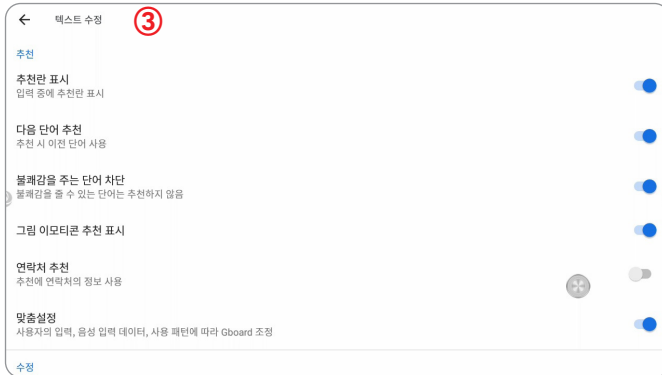 ← 텍스트 수정 ③
추천
추천란 표시
입력 중에 추천란 표시
다음 단어 추천
추천 시 이전 단어 사용
불쾌감을 주는 단어 차단
불쾌감을 줄 수 있는 단어는 추천하지 않음
그림 이모티콘 추천 표시
연락처 추천
추천에 연락처의 정보 사용
맞춤설정
사용자의 입력, 음성 입력 데이터, 사용 패턴에 따라 Gboard 조정
수정